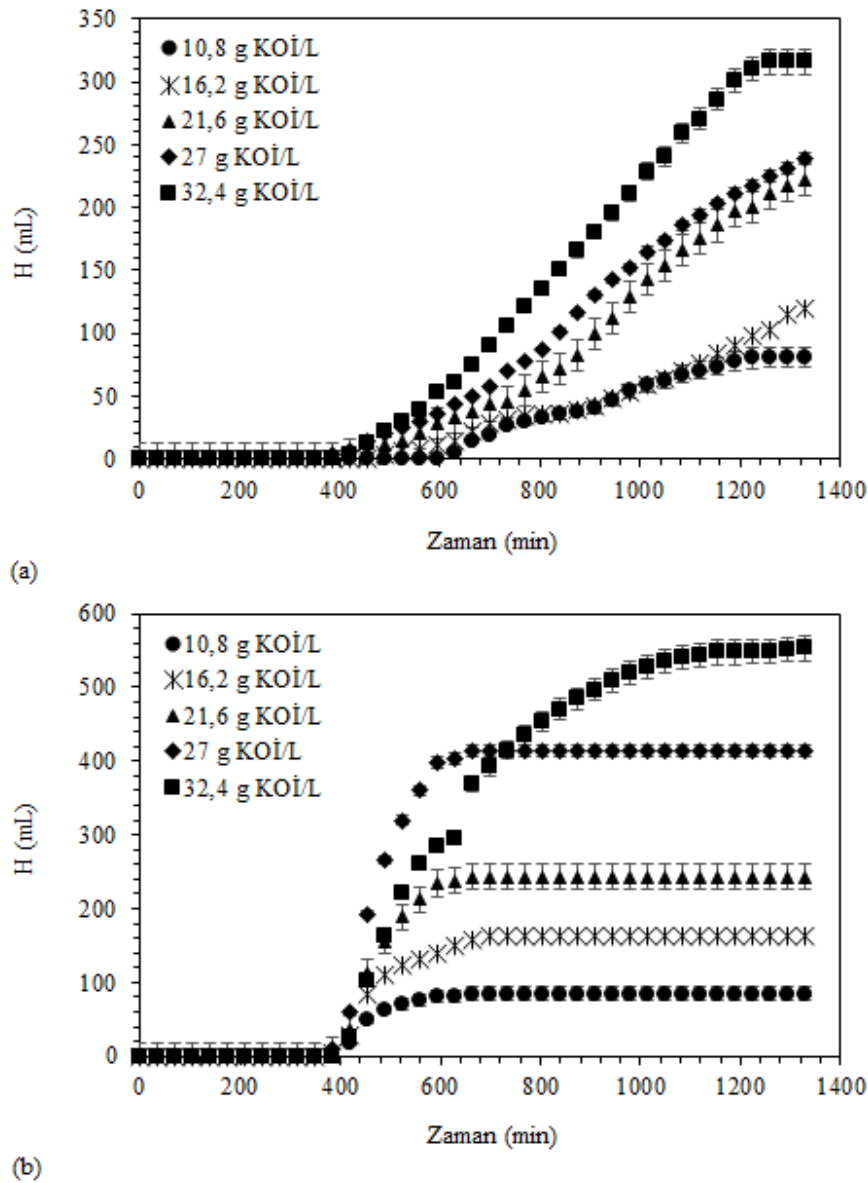 350
300
250
200
150
100
50
0
H (mL)
10,8 g KOİ/L
16,2 g KOİ/L
21,6 g KOİ/L
27 g KOİ/L
32,4 g KOİ/L
0 200 400 600 800 1000 1200 1400
Zaman (min)
(a)
600
500
400
300
200
100
0
H (mL)
10,8 g KOİ/L
16,2 g KOİ/L
21,6 g KOİ/L
27 g KOİ/L
32,4 g KOİ/L
0 200 400 600 800 1000 1200 1400
Zaman (min)
(b)